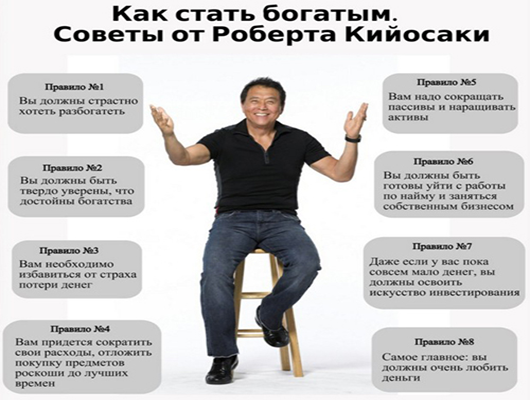 Как стать богатым.
Советы от Роберта Кийосаки
Правило №1
Вы должны страстно
хотеть разбогатеть
Правило №2
Вы должны быть
твердо уверены, что
достойны богатства
Правило №3
Вам необходимо
избавиться от страха
потери денег
Правило №4
Вам придется сократить
свои расходы, отложить
покупку предметов
роскоши до лучших
времен
Правило №5
Вам надо сокращать
пассивы и наращивать
активы
Правило №6
Вы должны быть
готовы уйти с работы
по найму и заняться
собственным бизнесом
Правило №7
Даже если у вас пока
совсем мало денег, вы
должны освоить
искусство инвестирования
Правило №8
Самое главное: вы
должны очень любить
деньги